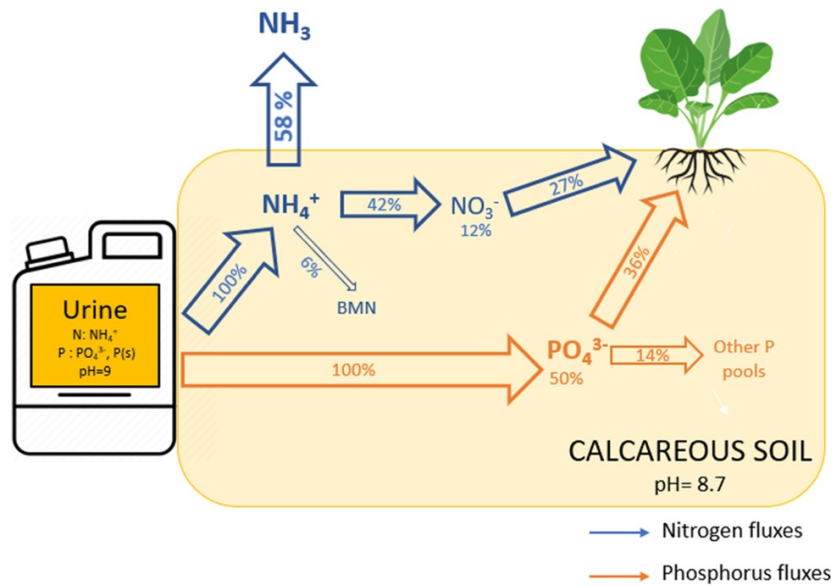 NH₃
58 %
NH₄⁺
42%
NO₃⁻
12%
27%
100%
6%
BMN
36%
Urine
N: NH₄⁺
P : PO₄³⁻, P(s)
pH=9
100%
PO₄³⁻
50%
14%
Other P
pools
CALCAREOUS SOIL
pH= 8.7
Nitrogen fluxes
Phosphorus fluxes